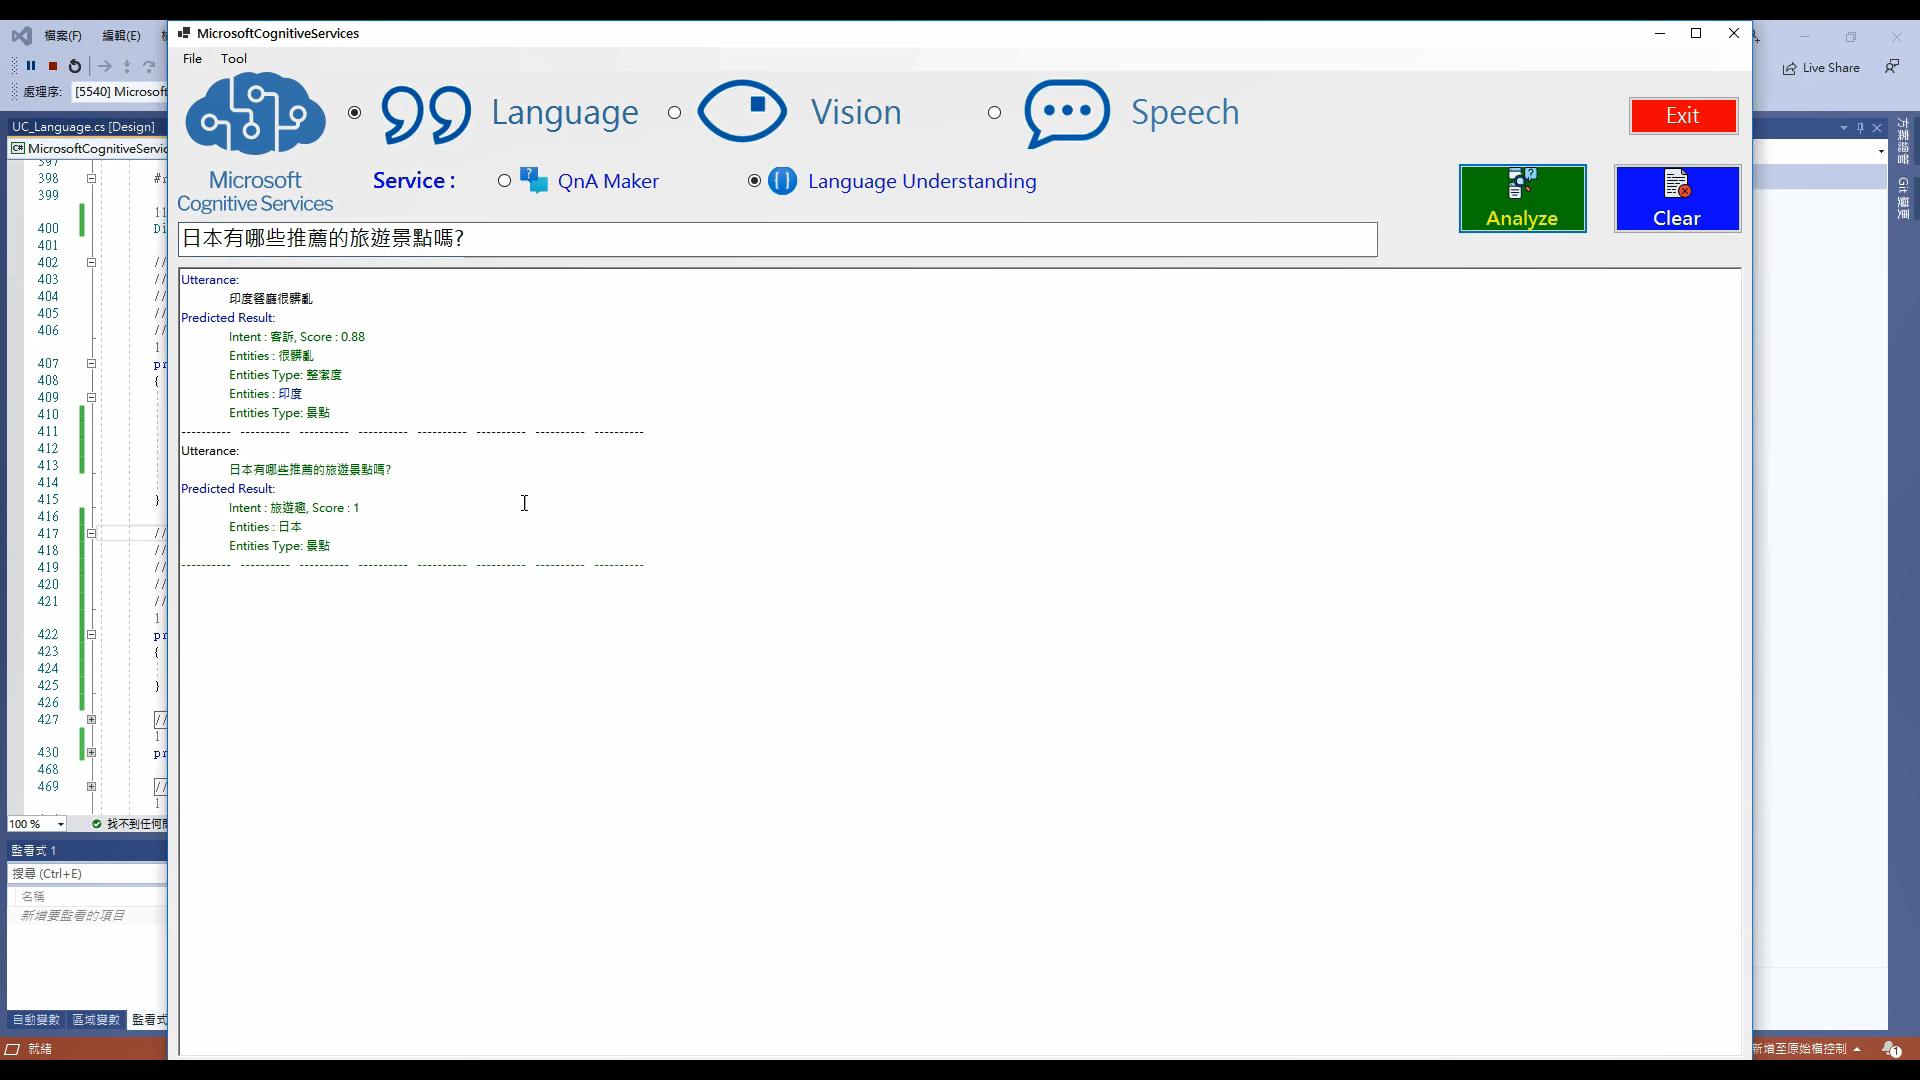 檔案(F) 編輯(E)
MicrosoftCognitiveServices
File Tool
處理序: [5540] Microsoft
Live Share
Language
Vision
Speech
Exit
UC_Language.cs [Design]
MicrosoftCognitiveServic
Microsoft
Cognitive Services
Service :
QnA Maker
Language Understanding
Analyze
Clear
日本有哪些推薦的旅遊景點嗎?
Utterance:
印度餐廳很髒亂
Predicted Result:
Intent : 客訴, Score : 0.88
Entities : 很髒亂
Entities Type: 整潔度
Entities : 印度
Entities Type: 景點
---------- ---------- ---------- ---------- ---------- ---------- ---------- ----------
Utterance:
日本有哪些推薦的旅遊景點嗎?
Predicted Result:
Intent : 旅遊趣, Score : 1
Entities : 日本
Entities Type: 景點
---------- ---------- ---------- ---------- ---------- ---------- ---------- ----------
397
398
399
400
401
402 //
403 //
404 //
405 //
406 //
1
407 pr
408 {
409
410
411
412
413
414
415 }
416
417 //
418 //
419 //
420 //
421 //
1
422 pr
423 {
424
425 }
426
427 //
1
430 pr
468
469 //
1
100 %
找不到任何問
監看式 1
搜尋 (Ctrl+E)
名稱
新增要監看的項目
自動變數 區域變數 監看式
就緒
方案總管
Git 變更
新增至原始檔控制
1